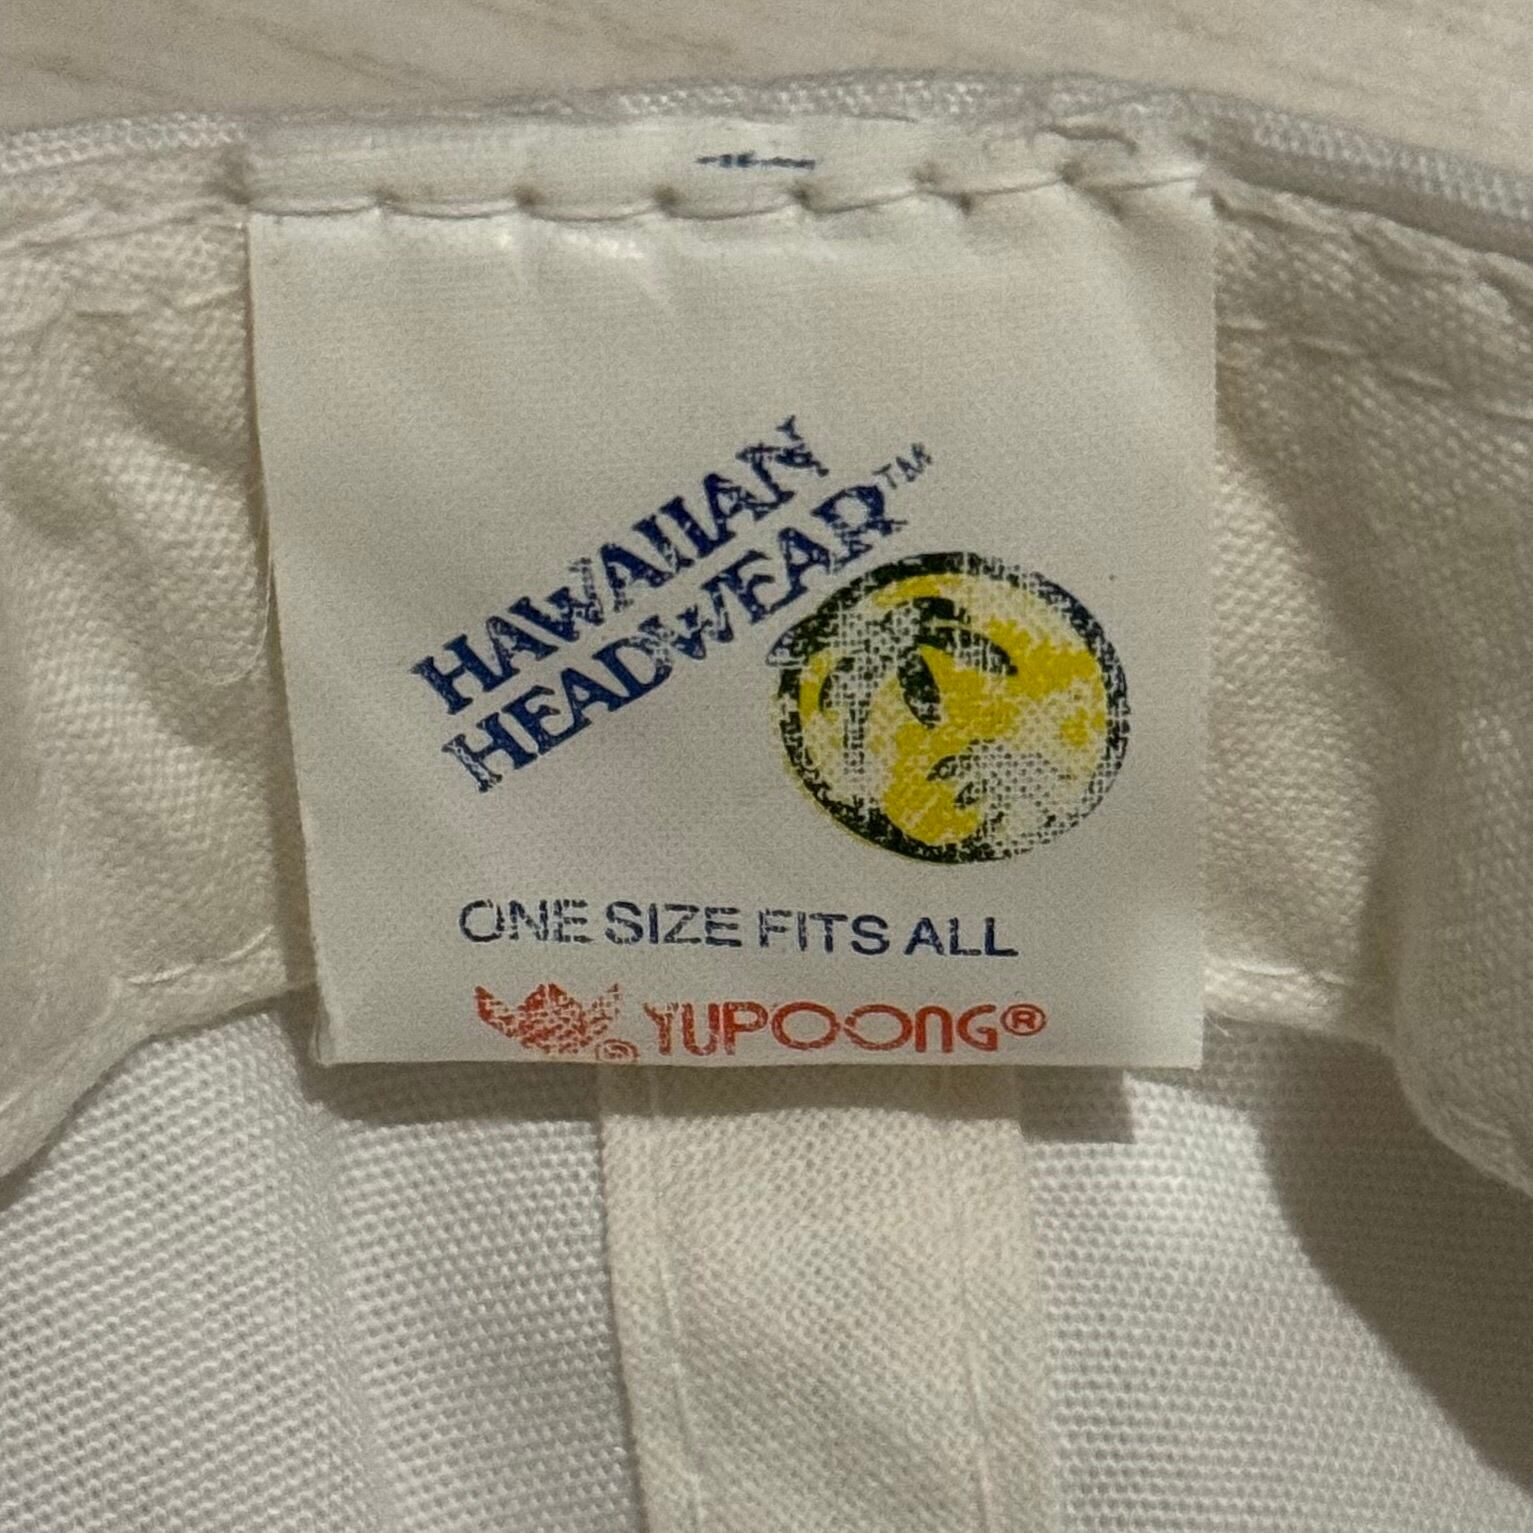 HAWAIIAN
HEADWEAR™
ONE SIZE FITS ALL
YUPOONG®